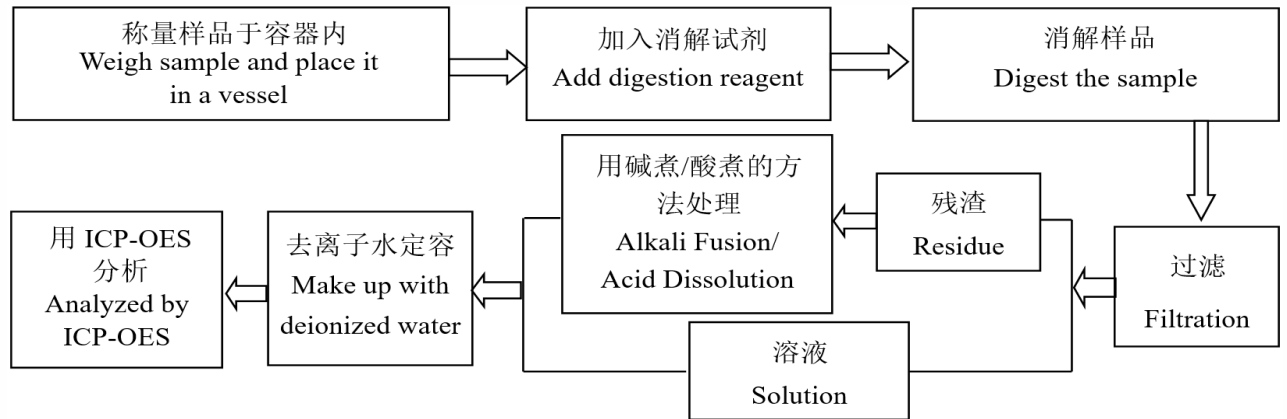 称量样品于容器内
Weigh sample and place it
in a vessel
加入消解试剂
Add digestion reagent
消解样品
Digest the sample
过滤
Filtration
残渣
Residue
用碱煮/酸煮的方
法处理
Alkali Fusion/
Acid Dissolution
溶液
Solution
去离子水定容
Make up with
deionized water
用 ICP-OES
分析
Analyzed by
ICP-OES